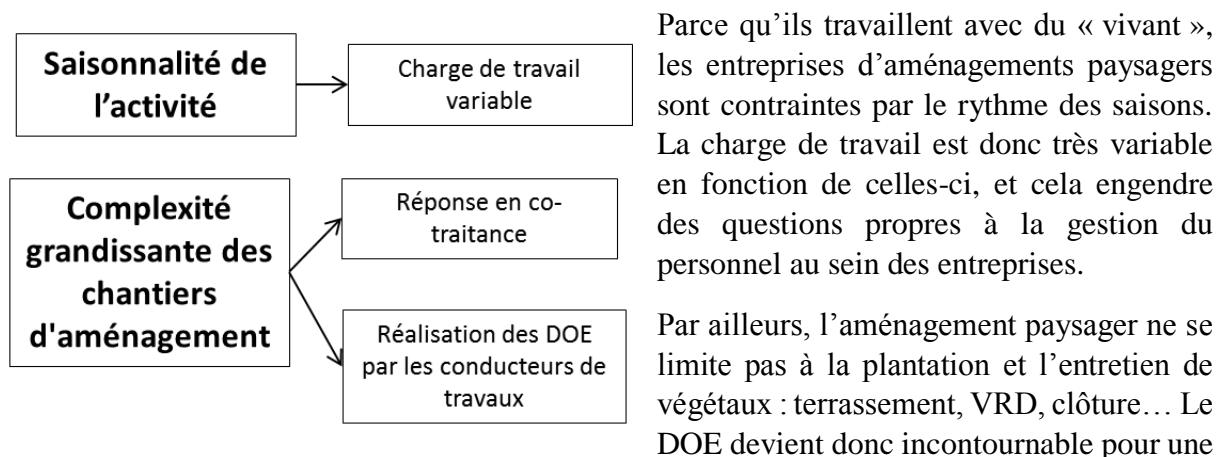 Saisonnalité de
l’activité
Charge de travail
variable
Complexité
grandissante des
chantiers
d'aménagement
Réponse en co-
traitance
Réalisation des DOE
par les conducteurs de
travaux
Parce qu’ils travaillent avec du « vivant »,
les entreprises d’aménagements paysagers
sont contraintes par le rythme des saisons.
La charge de travail est donc très variable
en fonction de celles-ci, et cela engendre
des questions propres à la gestion du
personnel au sein des entreprises.
Par ailleurs, l’aménagement paysager ne se
limite pas à la plantation et l’entretien de
végétaux : terrassement, VRD, clôture… Le
DOE devient donc incontournable pour une